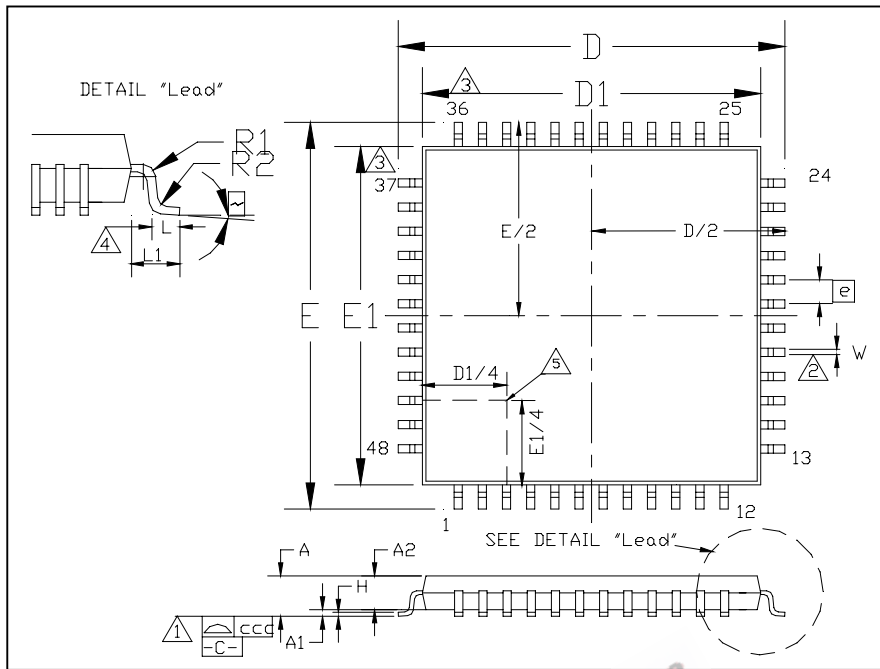 D
D1
3
36
25
DETAIL "Lead"
R1
R2
3
37
24
4
L
L1
E/2
D/2
e
E
E1
W
2
D1/4
5
E1/4
48
13
1
12
SEE DETAIL "Lead"
A
A2
H
1
ccc
-C-
A1